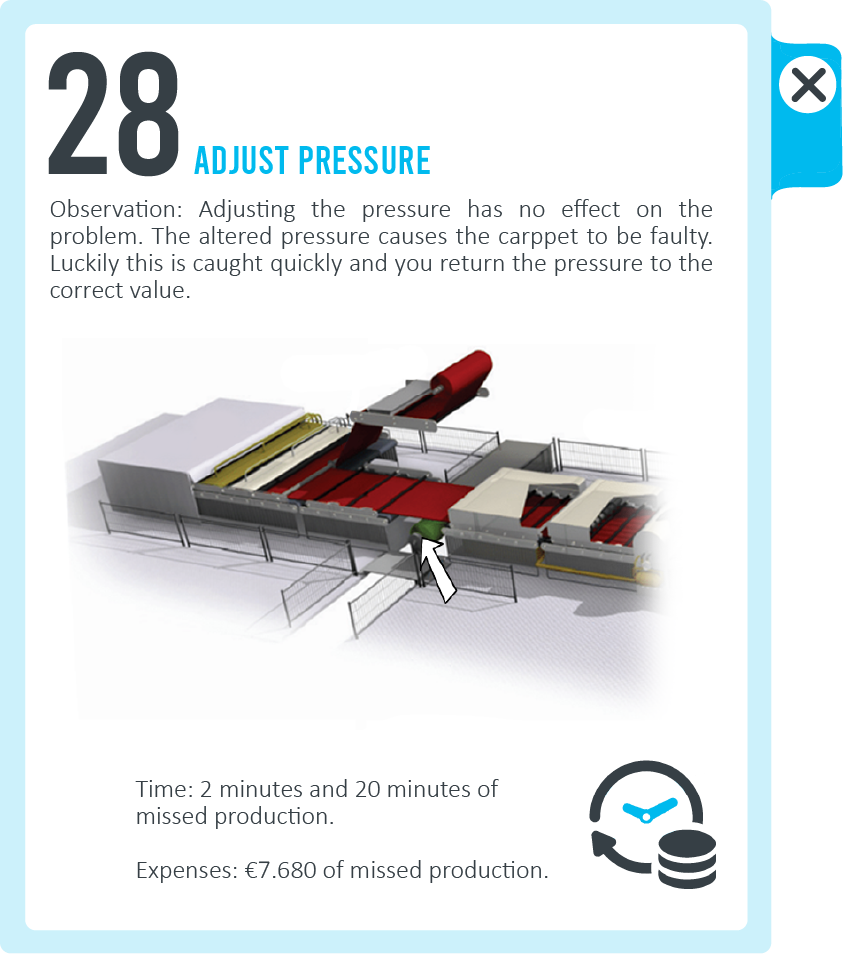 28
ADJUST PRESSURE
Observation: Adjusting the pressure has no effect on the
problem. The altered pressure causes the carppet to be faulty.
Luckily this is caught quickly and you return the pressure to the
correct value.
Time: 2 minutes and 20 minutes of
missed production.
Expenses: €7.680 of missed production.